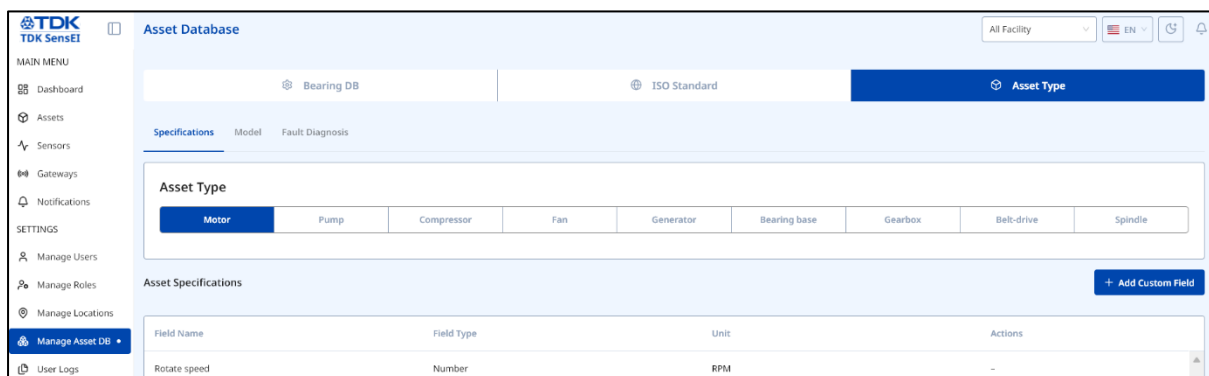 TDK
TDK SensEI
Asset Database
All Facility
EN
MAIN MENU
Dashboard
Assets
Sensors
Gateways
Notifications
SETTINGS
Manage Users
Manage Roles
Manage Locations
Manage Asset DB
User Logs
Bearing DB
ISO Standard
Asset Type
Specifications Model Fault Diagnosis
Asset Type
Motor Pump Compressor Fan Generator Bearing base Gearbox Belt-drive Spindle
Asset Specifications
+ Add Custom Field
Field Name Field Type Unit Actions
Rotate speed Number RPM –